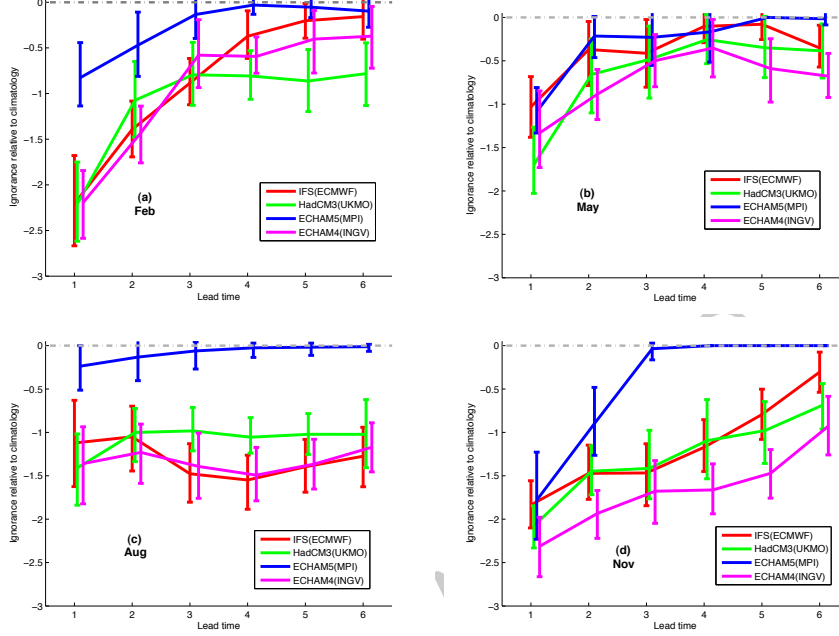 0
−0.5
−1
−1.5
−2
−2.5
−3
1 2 3 4 5 6
Lead time
Ignorance relative to climatology
(a)
Feb
IFS(ECMWF)
HadCM3(UKMO)
ECHAM5(MPI)
ECHAM4(INGV)
0
−0.5
−1
−1.5
−2
−2.5
−3
1 2 3 4 5 6
Lead time
Ignorance relative to climatology
(b)
May
IFS(ECMWF)
HadCM3(UKMO)
ECHAM5(MPI)
ECHAM4(INGV)
0
−0.5
−1
−1.5
−2
−2.5
−3
1 2 3 4 5 6
Lead time
Ignorance relative to climatology
(c)
Aug
IFS(ECMWF)
HadCM3(UKMO)
ECHAM5(MPI)
ECHAM4(INGV)
0
−0.5
−1
−1.5
−2
−2.5
−3
1 2 3 4 5 6
Lead time
Ignorance relative to climatology
(d)
Nov
IFS(ECMWF)
HadCM3(UKMO)
ECHAM5(MPI)
ECHAM4(INGV)